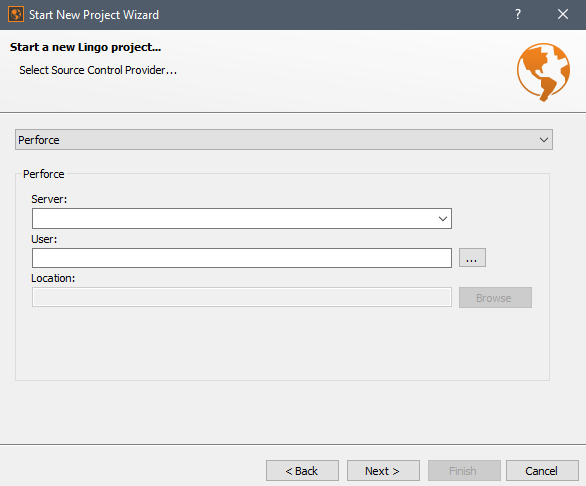 Start New Project Wizard
?
Start a new Lingo project...
Select Source Control Provider...
Perforce
Perforce
Server:
User:
...
Location:
Browse
< Back
Next >
Finish
Cancel